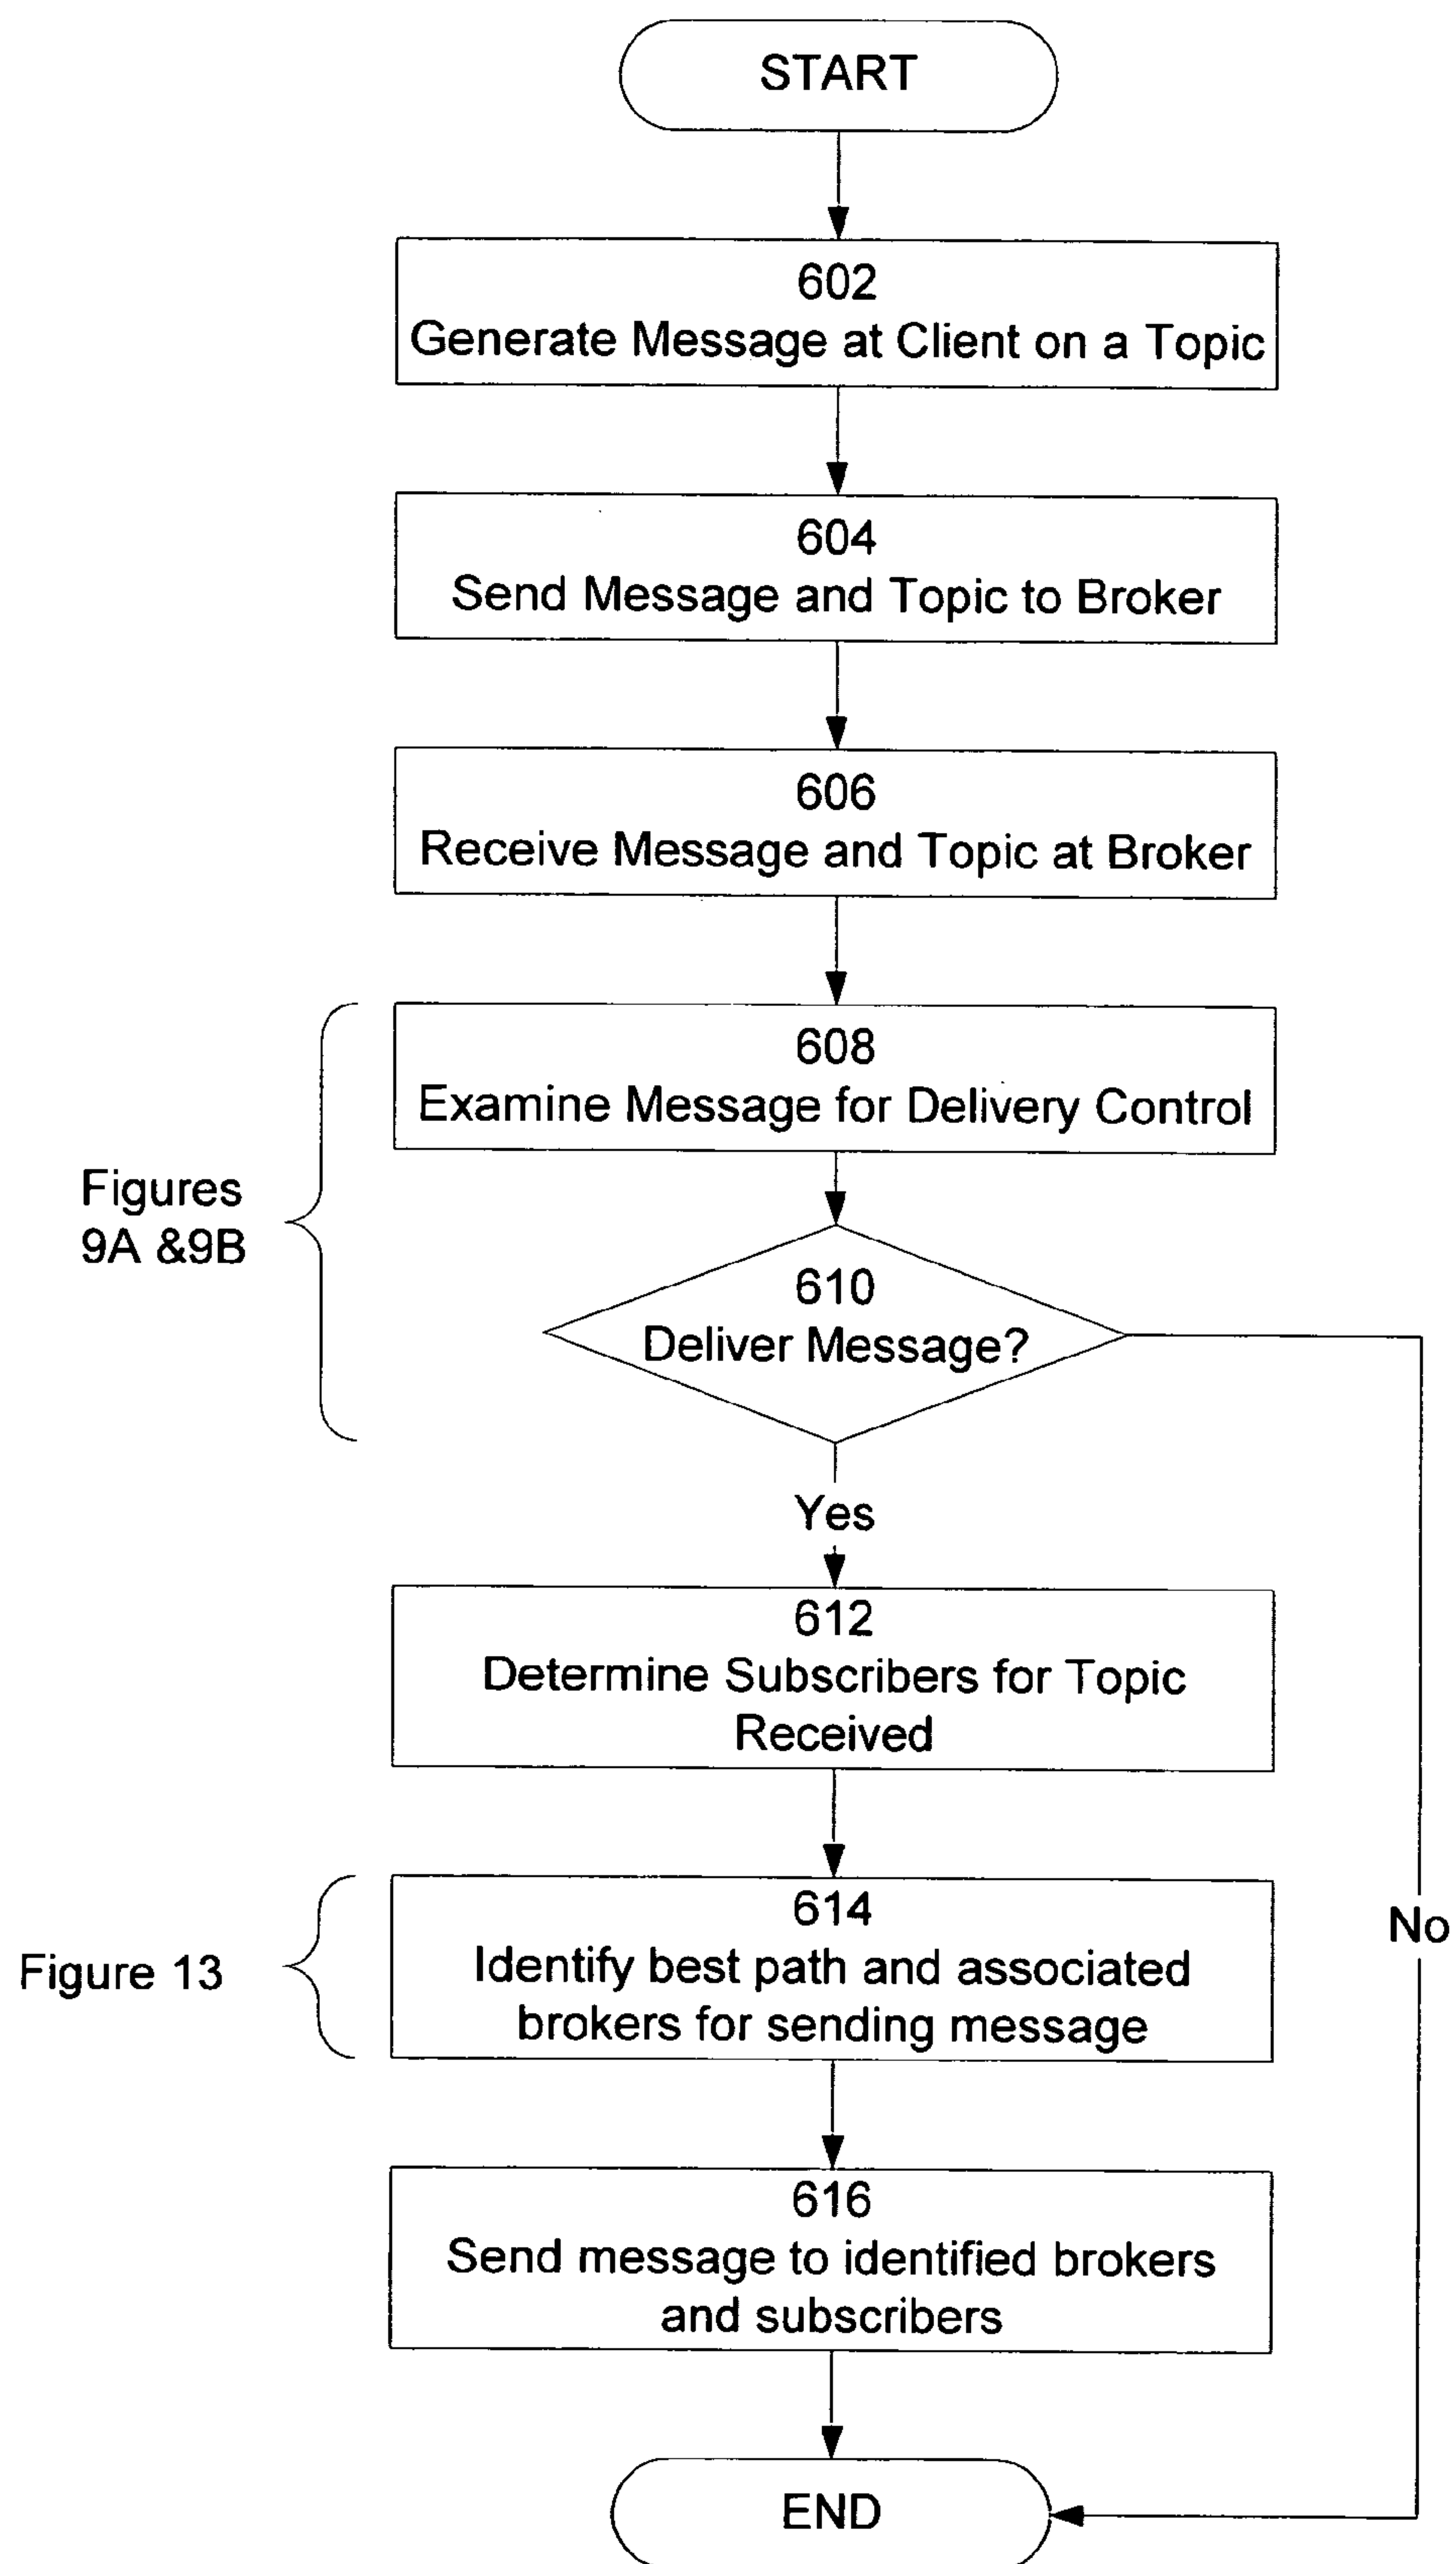 START
602
Generate Message at Client on a Topic
604
Send Message and Topic to Broker
606
Receive Message and Topic at Broker
608
Examine Message for Delivery Control
Figures
9A &9B
610
Deliver Message?
Yes
612
Determine Subscribers for Topic
Received
614
Identify best path and associated
brokers for sending message
Figure 13
No
616
Send message to identified brokers
and subscribers
END